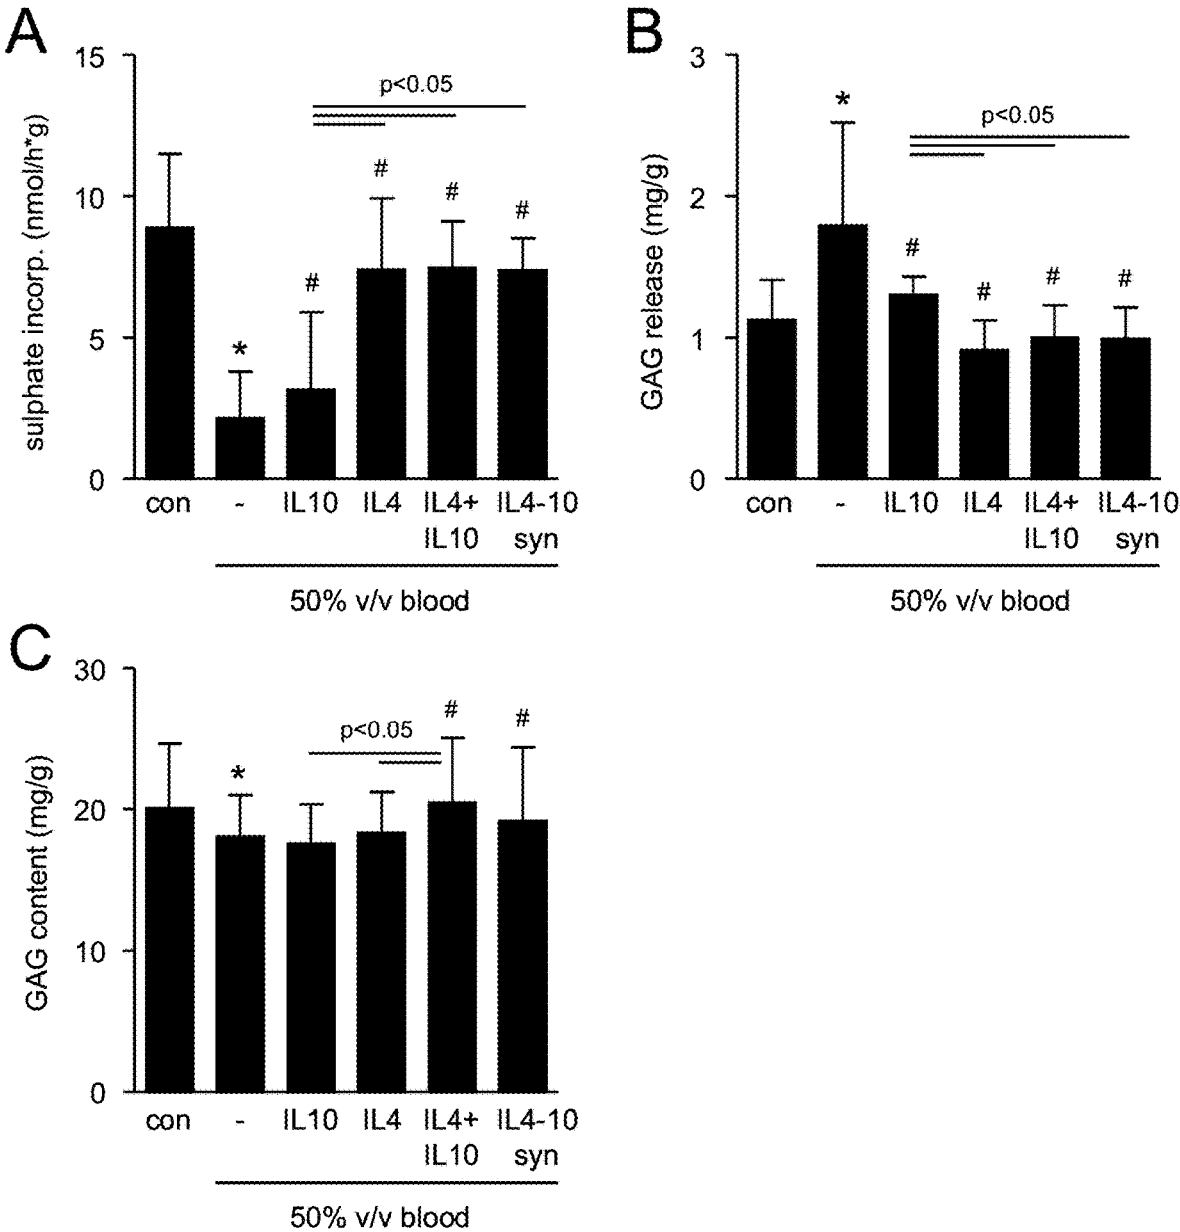 A
15
10
5
0
sulphate incorp. (nmol/h*g)
p<0.05
*
#
#
#
#
con - IL10 IL4 IL4+ IL4-10
IL10 syn
50% v/v blood
B
3
2
1
0
GAG release (mg/g)
p<0.05
*
#
#
#
#
con - IL10 IL4 IL4+ IL4-10
IL10 syn
50% v/v blood
C
30
20
10
0
GAG content (mg/g)
p<0.05
*
#
#
con - IL10 IL4 IL4+ IL4-10
IL10 syn
50% v/v blood